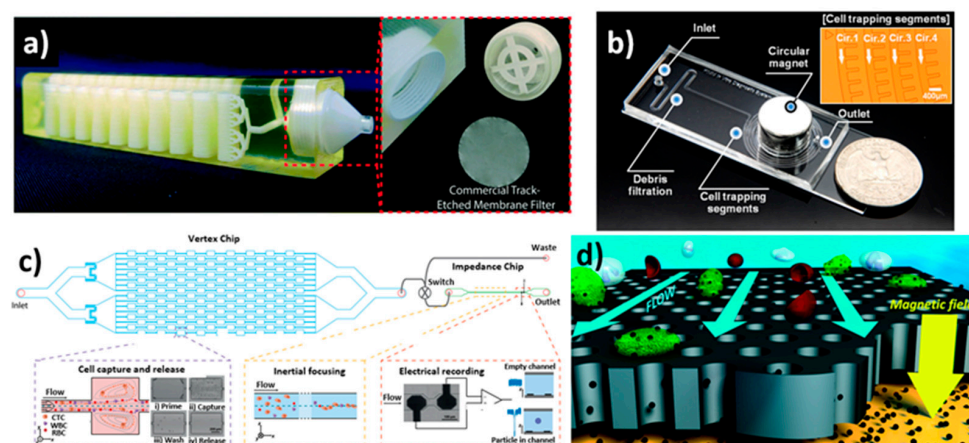 a)
Commercial Track-
Etched Membrane Filter
b)
Inlet
Circular
magnet
[Cell trapping segments]
Cir.1 Cir.2 Cir.3 Cir.4
400μm
Outlet
Debris
filtration
Cell trapping
segments
c)
Vertex Chip
Inlet
Waste
Impedance Chip
Switch
Outlet
Cell capture and release
Flow
CTC
WBC
RBC
i) Prime
ii) Capture
iii) Wash
iv) Release
Inertial focusing
Flow
Electrical recording
Flow
Empty
channel
Particle in channel
d)
FLOW
Magnetic field